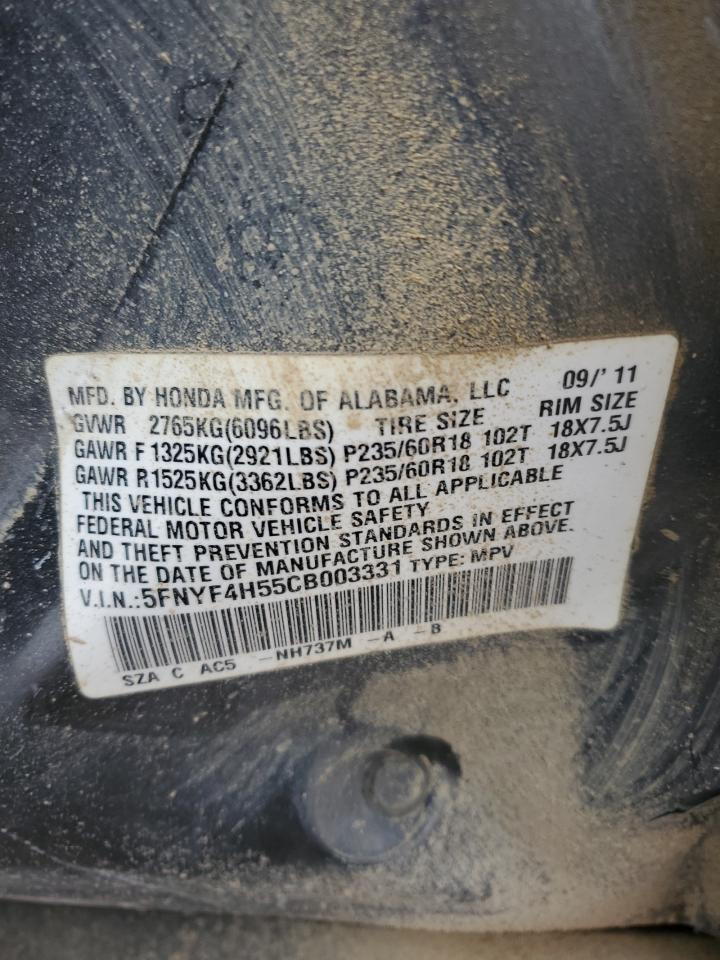 MFD. BY HONDA MFG. OF ALABAMA, LLC 09/'11
GVWR 2765KG(6096LBS) TIRE SIZE RIM SIZE
GAWR F 1325KG(2921LBS) P235/60R18 102T 18X7.5J
GAWR R 1525KG(3362LBS) P235/60R18 102T 18X7.5J
THIS VEHICLE CONFORMS TO ALL APPLICABLE
FEDERAL MOTOR VEHICLE SAFETY
AND THEFT PREVENTION STANDARDS IN EFFECT
ON THE DATE OF MANUFACTURE SHOWN ABOVE.
V.I.N.:5FNYF4H55CB003331 TYPE: MPV
SZA C AC5 -NH737M -A -B